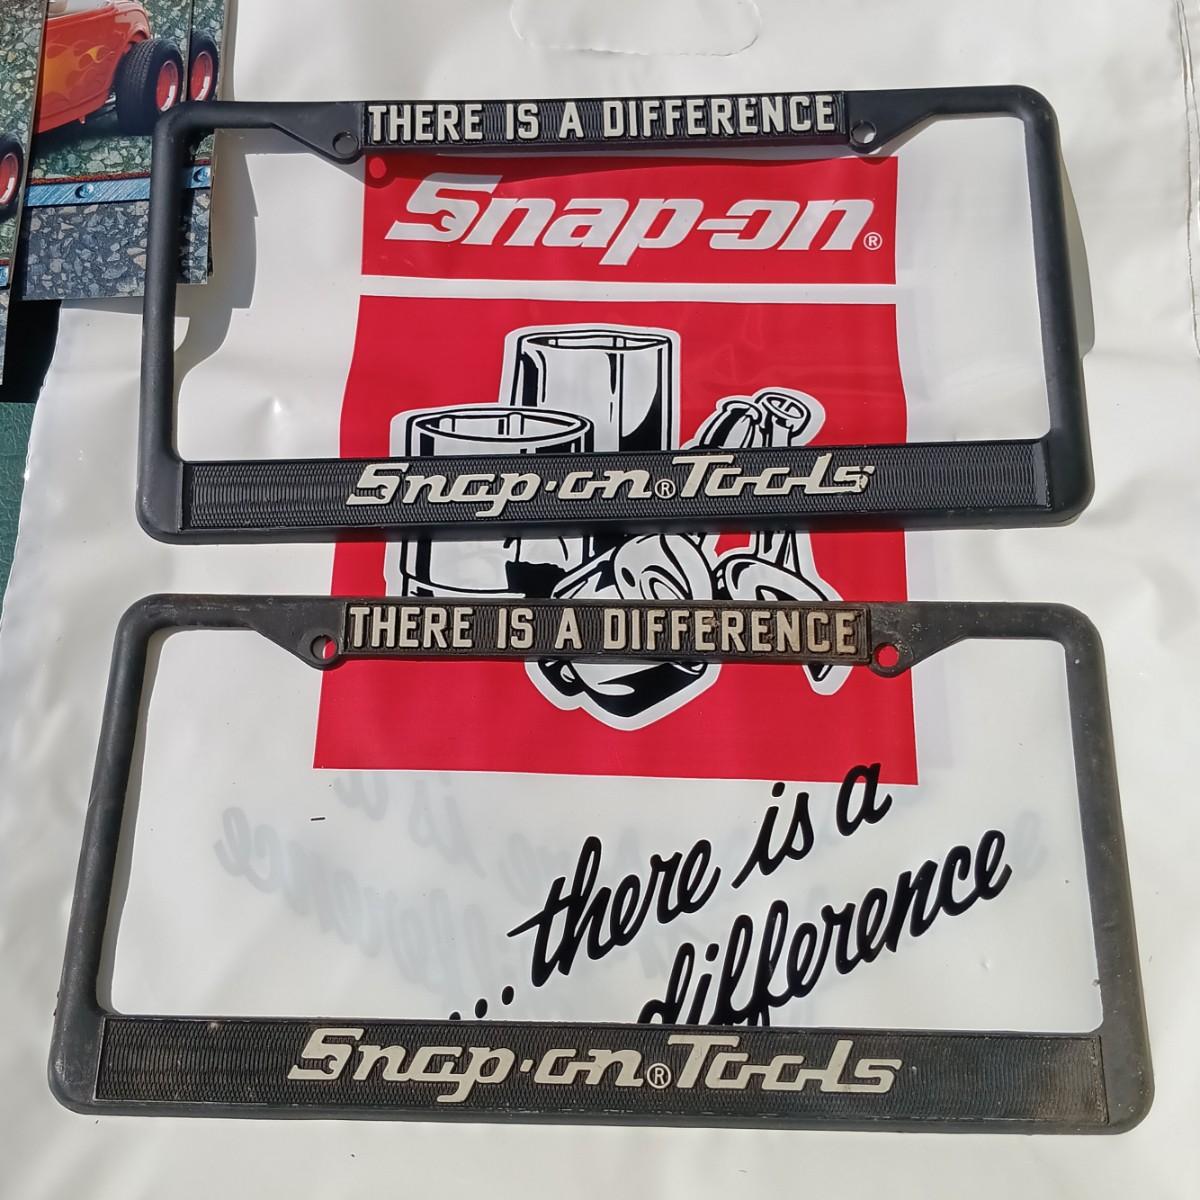 THERE IS A DIFFERENCE
Snap-on®
Snap-on®Tools
THERE IS A DIFFERENCE
...there is a
difference
Snap-on®Tools